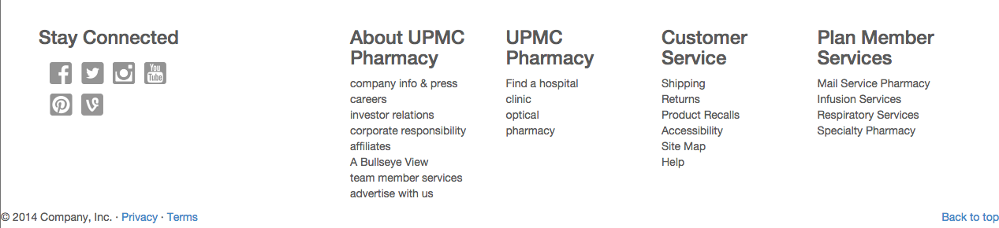 Stay Connected
You
Tube
About UPMC
Pharmacy
company info & press
careers
investor relations
corporate responsibility
affiliates
A Bullseye View
team member services
advertise with us
UPMC
Pharmacy
Find a hospital
clinic
optical
pharmacy
Customer
Service
Shipping
Returns
Product Recalls
Accessibility
Site Map
Help
Plan Member
Services
Mail Service Pharmacy
Infusion Services
Respiratory Services
Specialty Pharmacy
© 2014 Company, Inc. · Privacy · Terms
Back to top